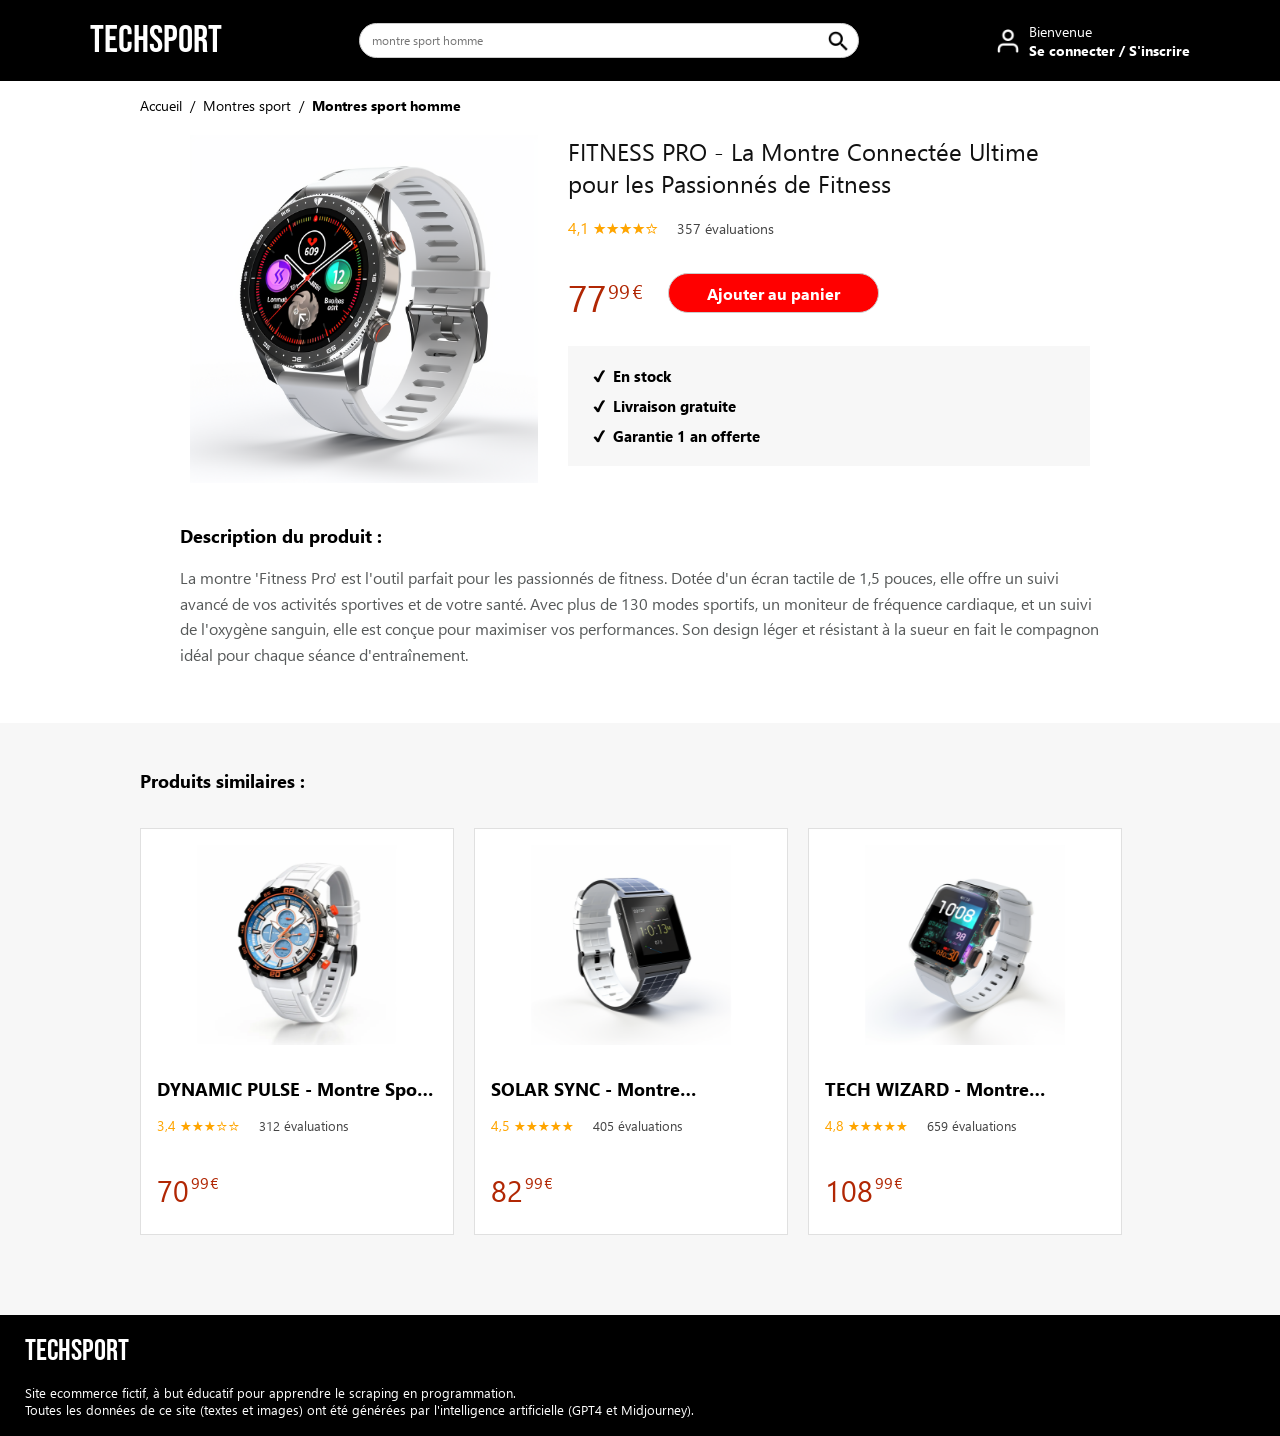 TECHSPORT
montre sport homme
Bienvenue
Se connecter / S'inscrire
Accueil / Montres sport / Montres sport homme
FITNESS PRO - La Montre Connectée Ultime
pour les Passionnés de Fitness
4,1 ★★★★☆ 357 évaluations
77 99 €
Ajouter au panier
✔ En stock
✔ Livraison gratuite
✔ Garantie 1 an offerte
609
12
Description du produit :
La montre 'Fitness Pro' est l'outil parfait pour les passionnés de fitness. Dotée d'un écran tactile de 1,5 pouces, elle offre un suivi
avancé de vos activités sportives et de votre santé. Avec plus de 130 modes sportifs, un moniteur de fréquence cardiaque, et un suivi
de l'oxygène sanguin, elle est conçue pour maximiser vos performances. Son design léger et résistant à la sueur en fait le compagnon
idéal pour chaque séance d'entraînement.
Produits similaires :
DYNAMIC PULSE - Montre Spo...
3,4 ★★★☆☆ 312 évaluations
70 99 €
SOLAR SYNC - Montre...
4,5 ★★★★★ 405 évaluations
82 99 €
TECH WIZARD - Montre...
4,8 ★★★★★ 659 évaluations
108 99 €
TECHSPORT
Site ecommerce fictif, à but éducatif pour apprendre le scraping en programmation.
Toutes les données de ce site (textes et images) ont été générées par l'intelligence artificielle (GPT4 et Midjourney).